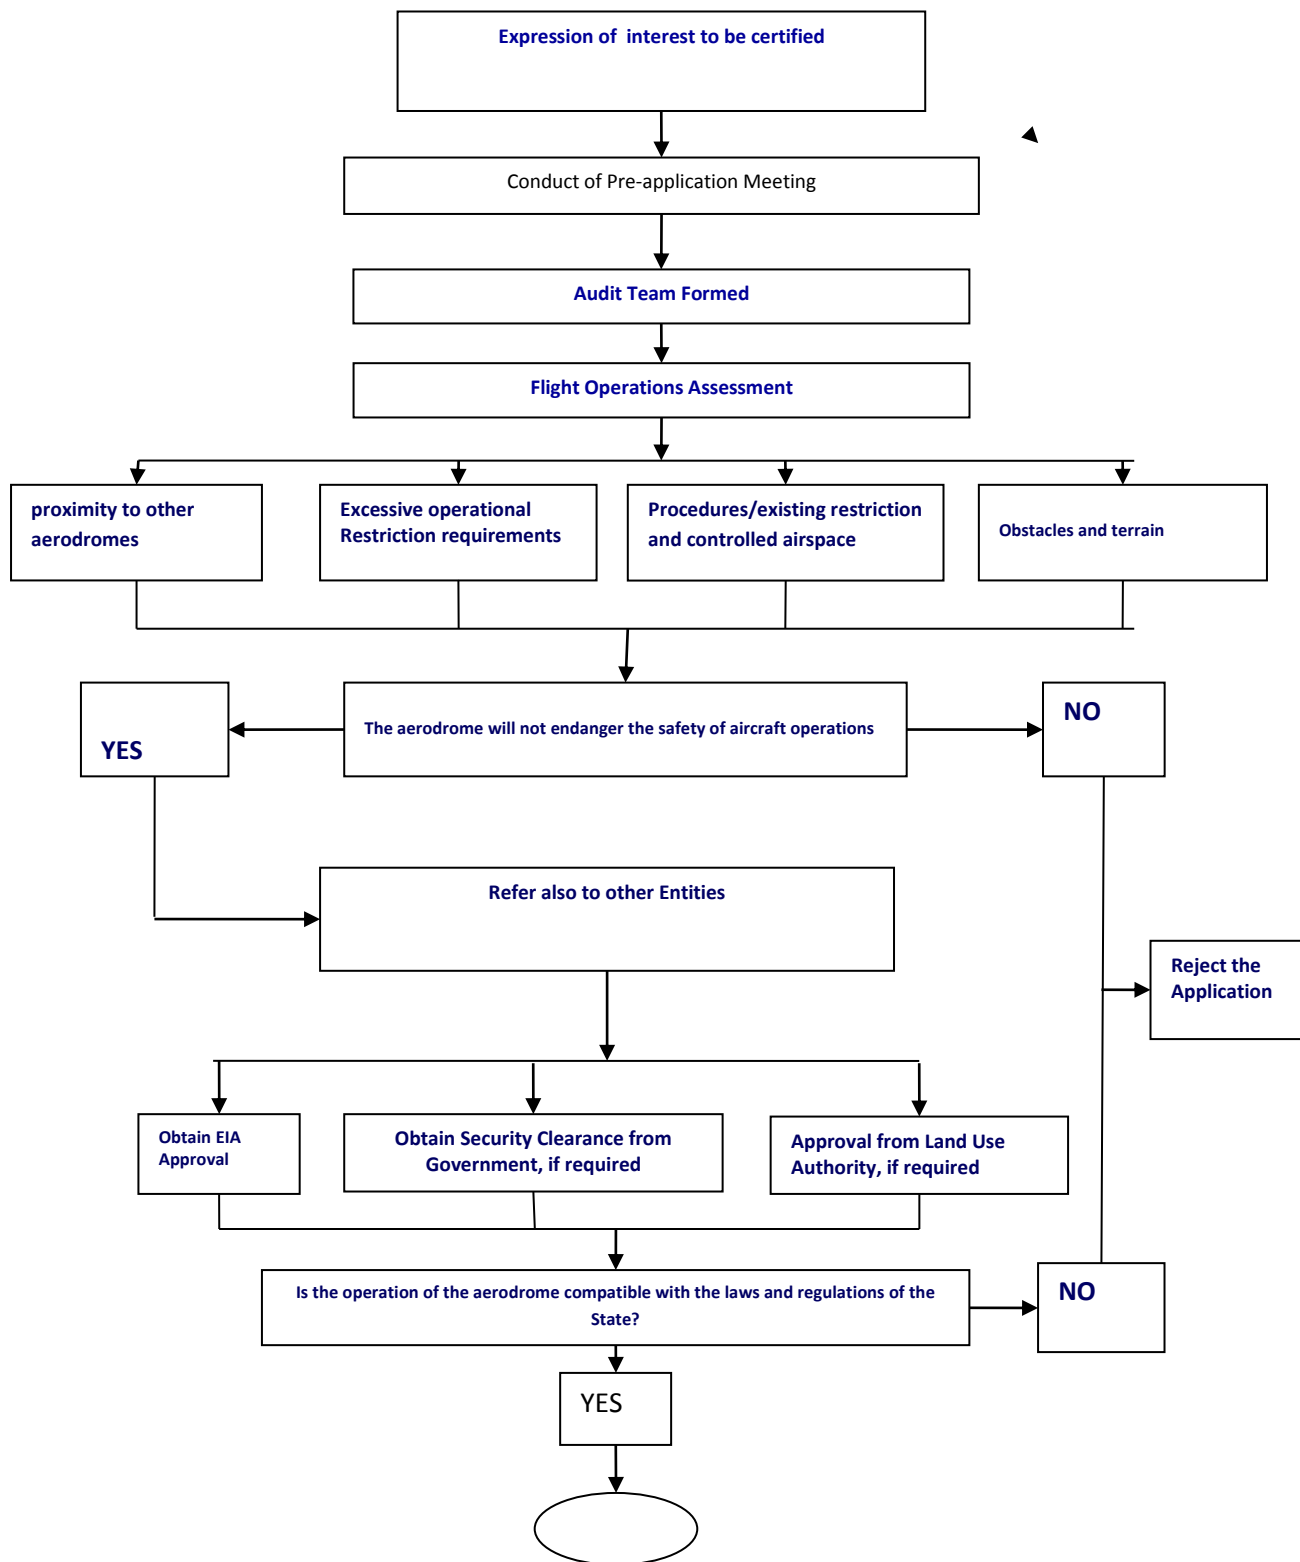 Expression of  interest to be certified
Conduct of Pre-application Meeting
Audit Team Formed
Flight Operations Assessment
proximity to other
aerodromes
Excessive operational
Restriction requirements
Procedures/existing restriction
and controlled airspace
Obstacles and terrain
YES
The aerodrome will not endanger the safety of aircraft operations
NO
Refer also to other Entities
Reject the
Application
Obtain EIA
Approval
Obtain Security Clearance from
Government, if required
Approval from Land Use
Authority, if required
Is the operation of the aerodrome compatible with the laws and regulations of the
State?
NO
YES